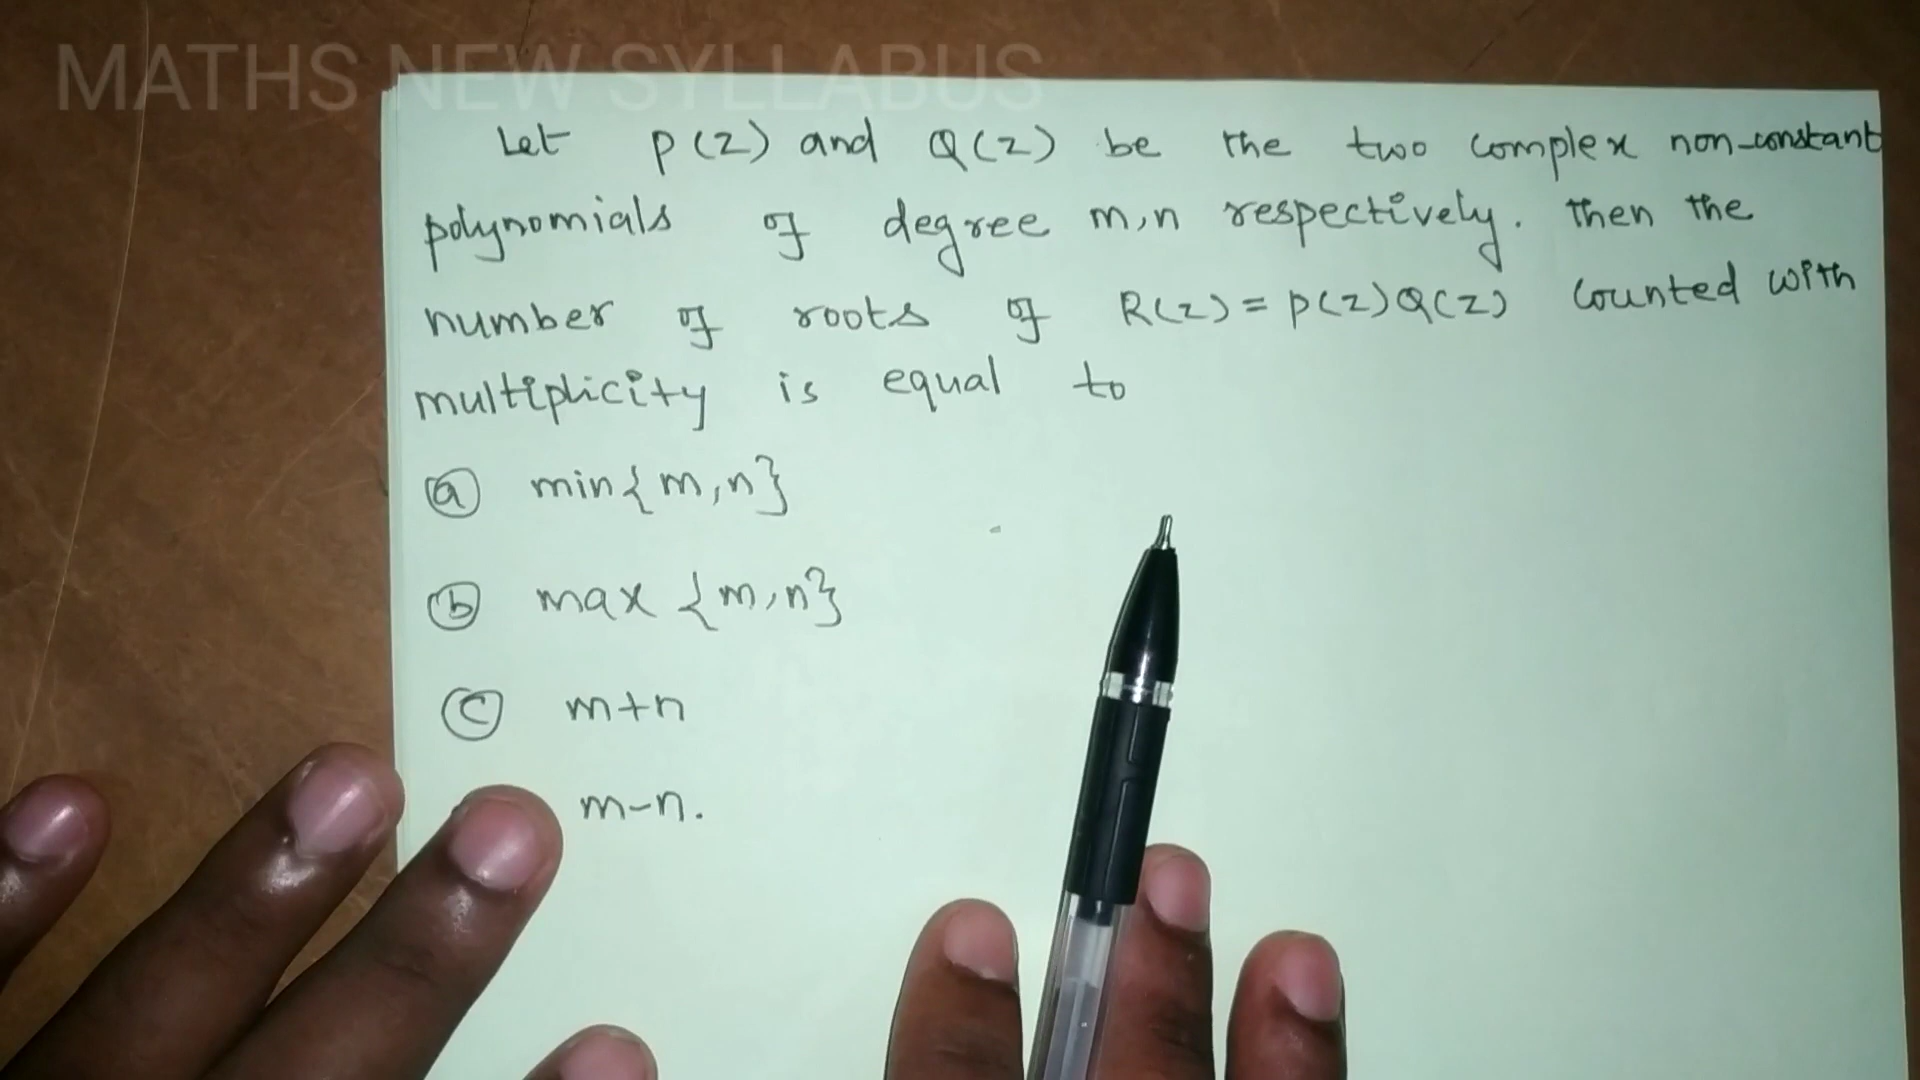 MATHS NEW SYLLABUS
Let P(z) and Q(z) be the two complex non-constant
polynomials of degree m,n respectively. Then the
number of roots of R(z) = P(z)Q(z) counted with
multiplicity is equal to
ⓐ min{m,n}
ⓑ max {m,n}
ⓒ m+n
m-n.